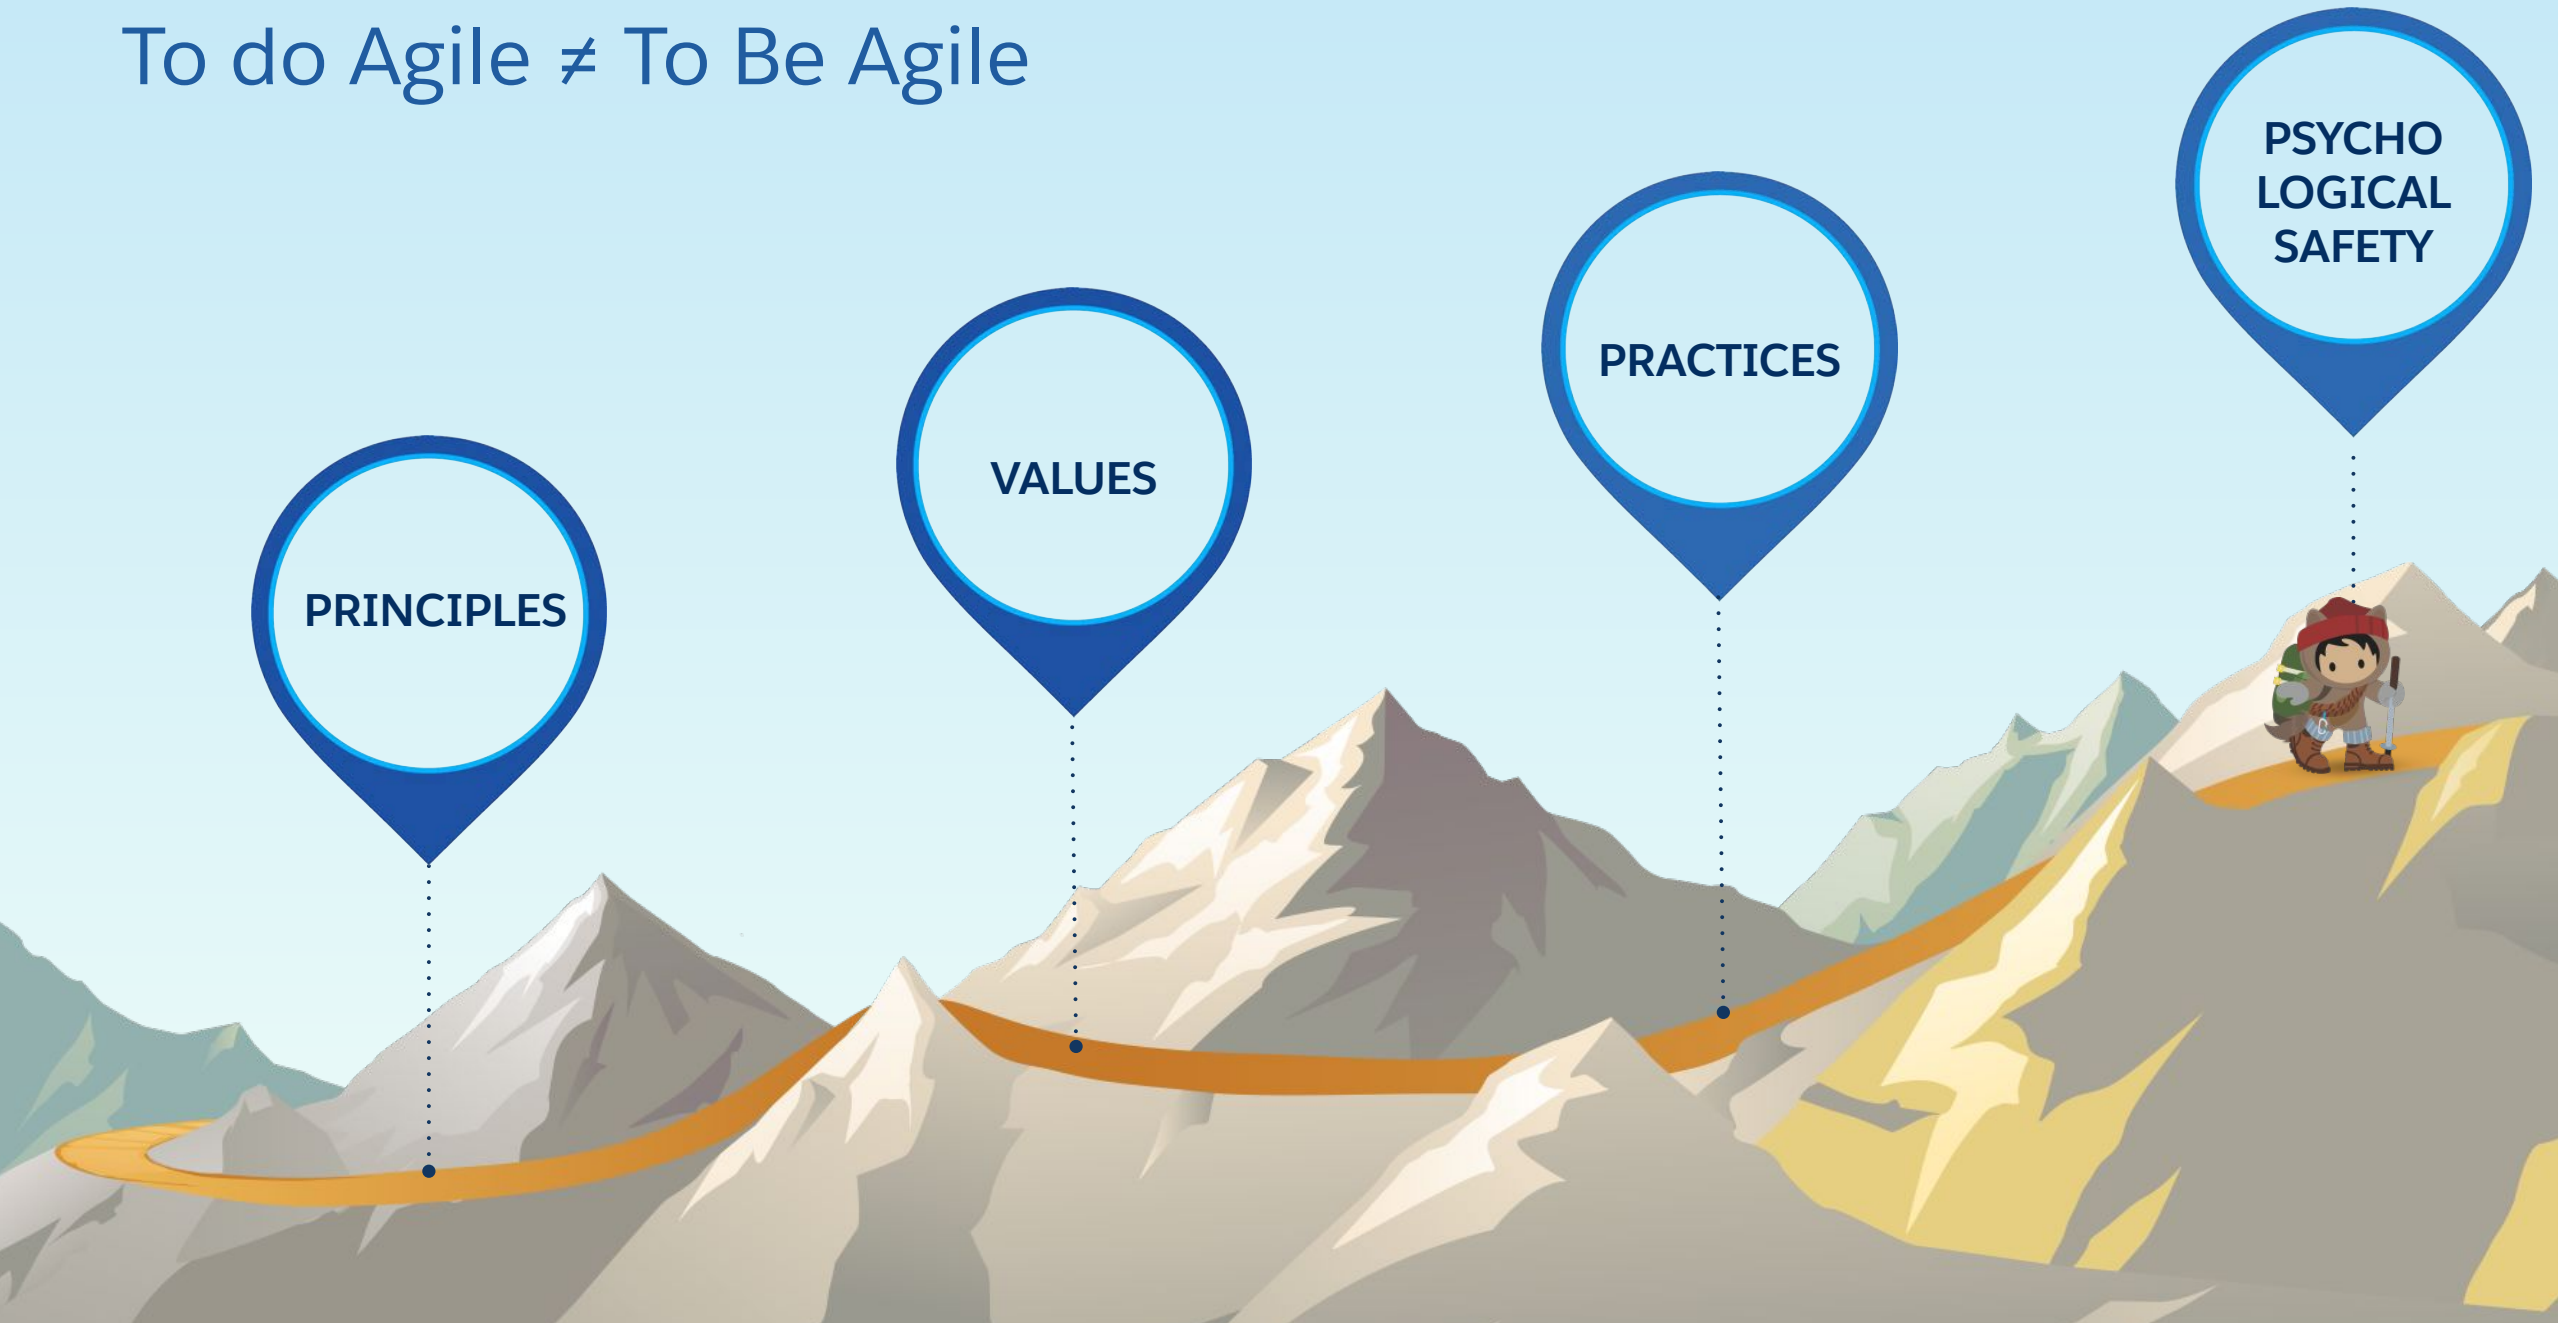 To do Agile ≠ To Be Agile
PRINCIPLES
VALUES
PRACTICES
PSYCHO
LOGICAL
SAFETY